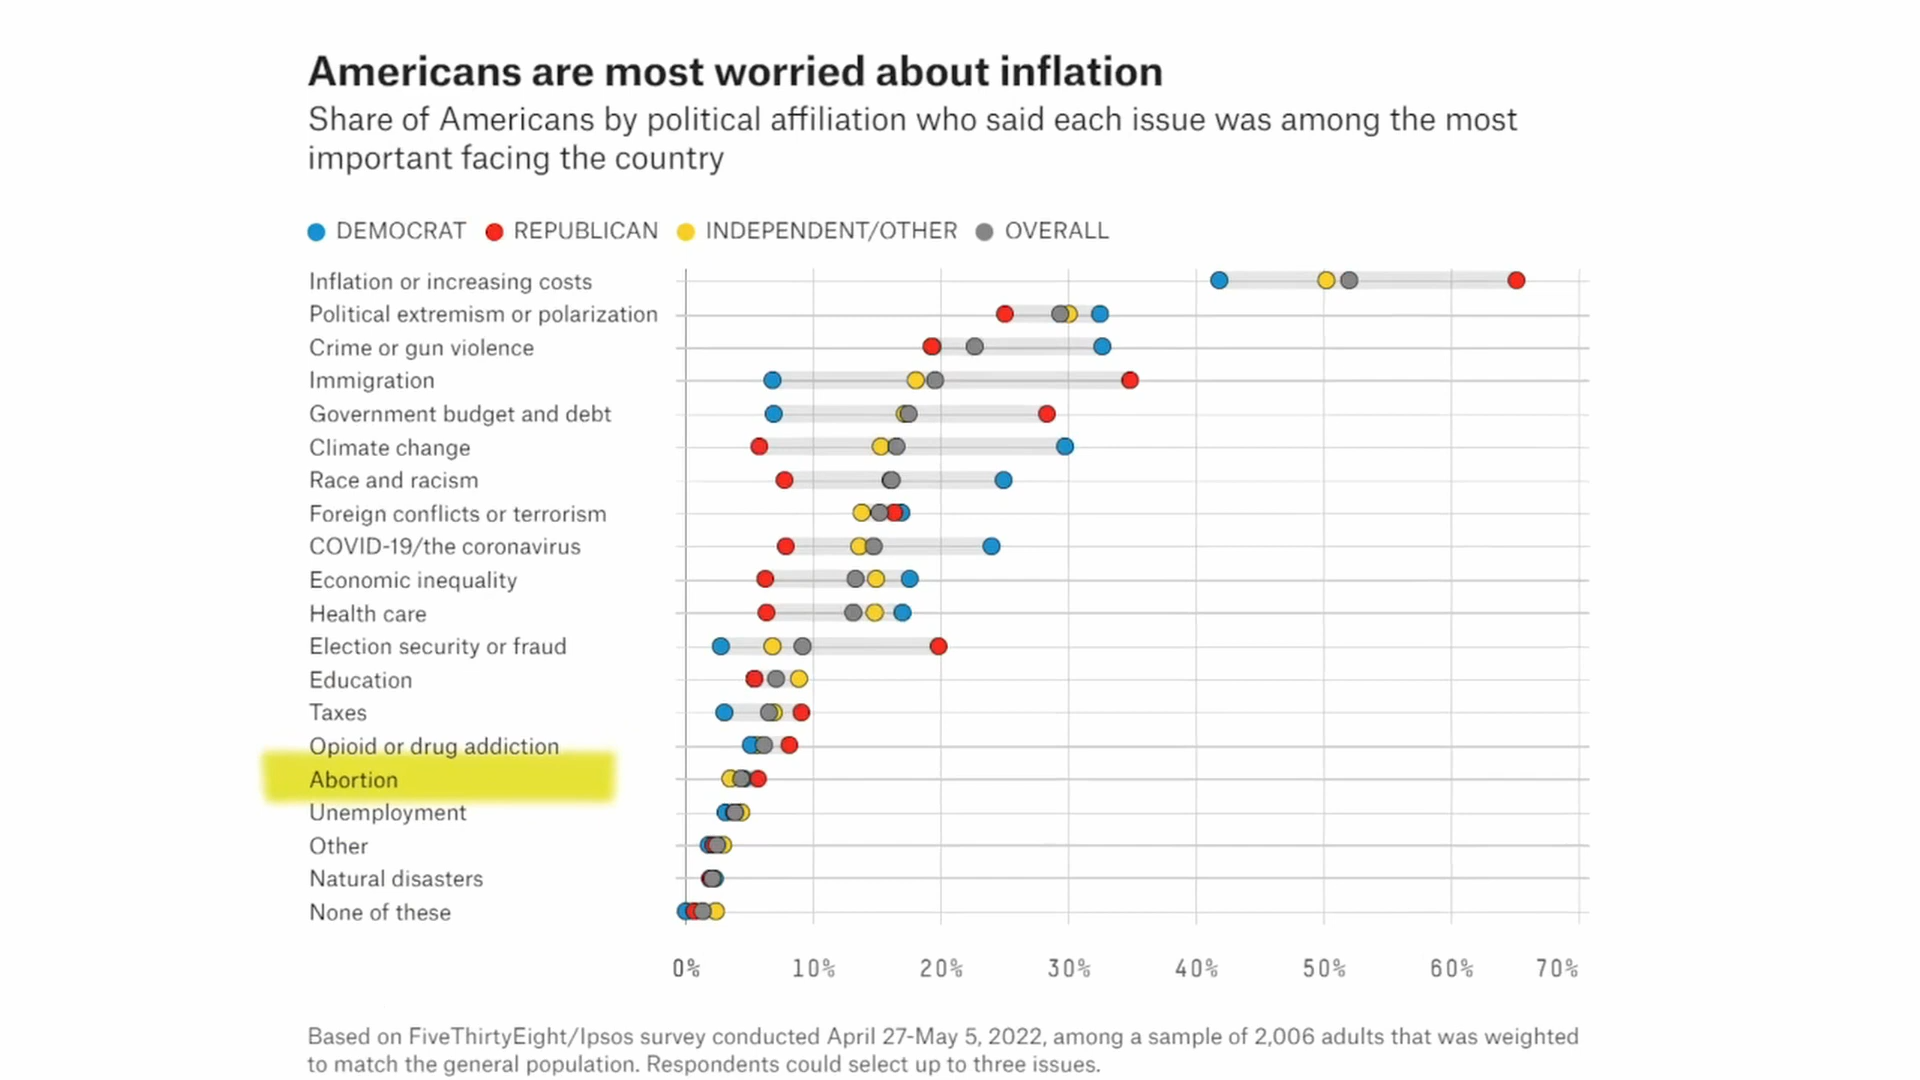 Americans are most worried about inflation
Share of Americans by political affiliation who said each issue was among the most
important facing the country
DEMOCRAT REPUBLICAN INDEPENDENT/OTHER OVERALL
Inflation or increasing costs
Political extremism or polarization
Crime or gun violence
Immigration
Government budget and debt
Climate change
Race and racism
Foreign conflicts or terrorism
COVID-19/the coronavirus
Economic inequality
Health care
Election security or fraud
Education
Taxes
Opioid or drug addiction
Abortion
Unemployment
Other
Natural disasters
None of these
0% 10% 20% 30% 40% 50% 60% 70%
Based on FiveThirtyEight/Ipsos survey conducted April 27-May 5, 2022, among a sample of 2,006 adults that was weighted
to match the general population. Respondents could select up to three issues.